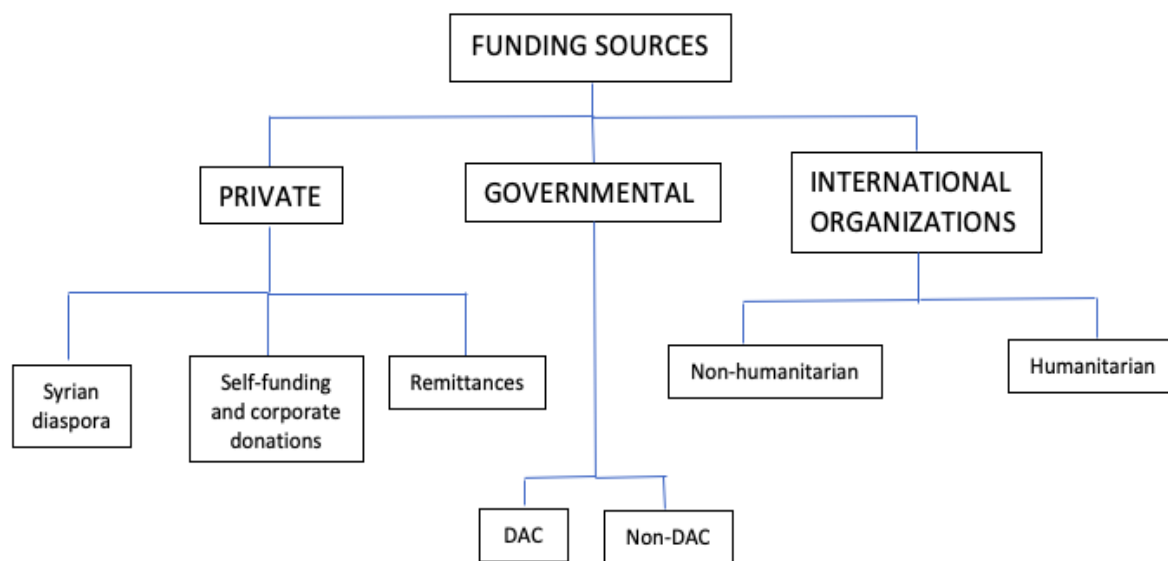 FUNDING SOURCES
PRIVATE
GOVERNMENTAL
INTERNATIONAL
ORGANIZATIONS
Syrian
diaspora
Self-funding
and corporate
donations
Remittances
Non-humanitarian
Humanitarian
DAC
Non-DAC